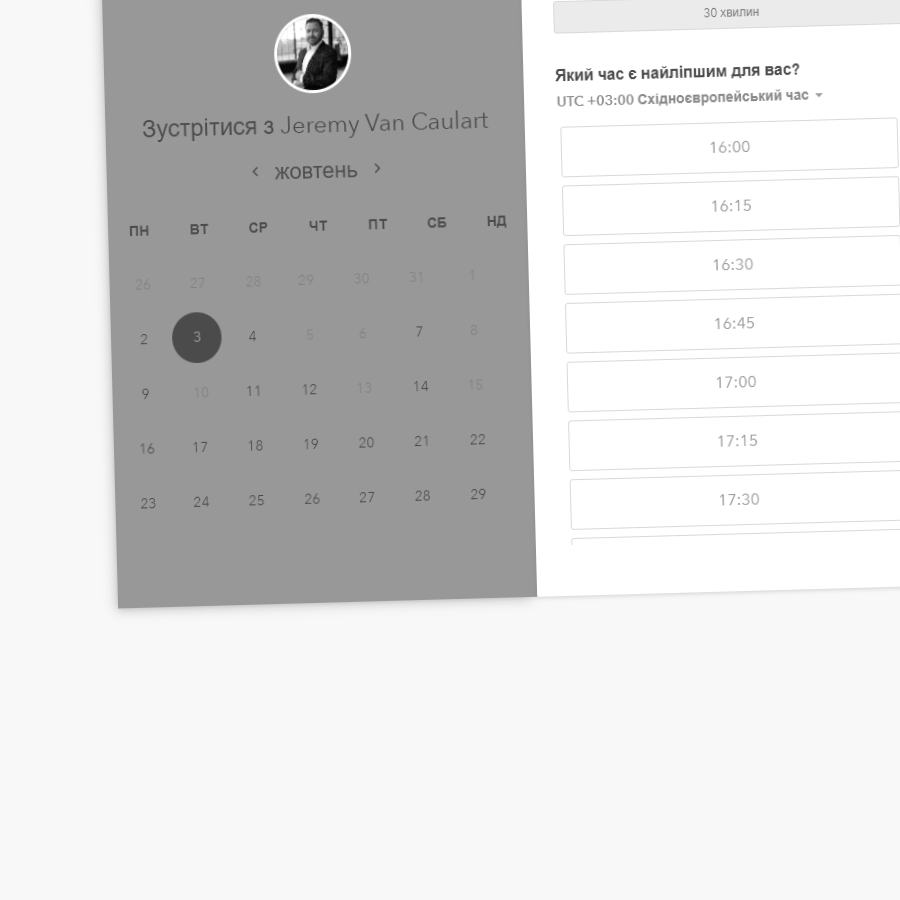 30 хвилин
Зустрітися з Jeremy Van Caulart
‹ жовтень ›
ПН ВТ СР ЧТ ПТ СБ НД
26 27 28 29 30 31 1
2 3 4 5 6 7 8
9 10 11 12 13 14 15
16 17 18 19 20 21 22
23 24 25 26 27 28 29
Який час є найліпшим для вас?
UTC +03:00 Східноєвропейський час
16:00
16:15
16:30
16:45
17:00
17:15
17:30